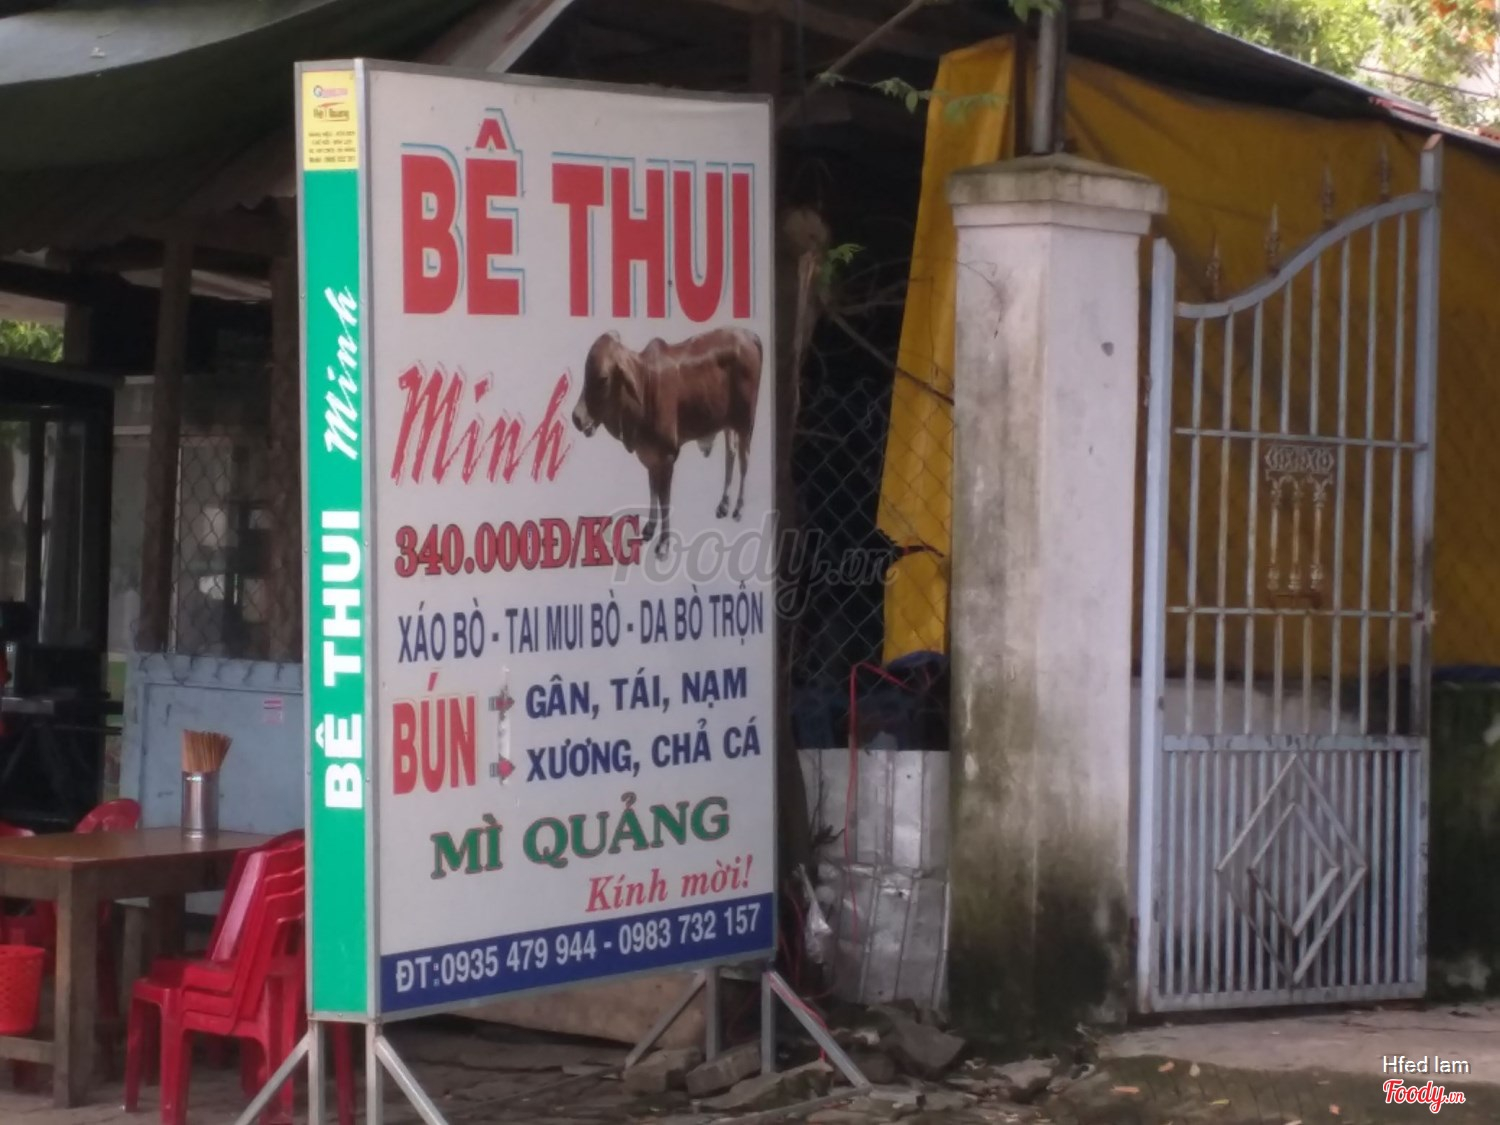 BÊ THUI
Minh
340.000Đ/KG
XÁO BÒ - TAI MUI BÒ - DA BÒ TRỘN
BÚN GÂN, TÁI, NẠM
XƯƠNG, CHẢ CÁ
MÌ QUẢNG
Kính mời!
ĐT:0935 479 944 - 0983 732 157
BÊ THUI Minh
Foody.vn
Hfed lam
Foody.vn